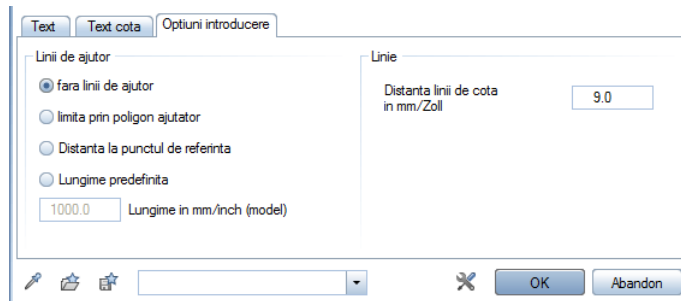 Text Text cota Optiuni introducere
Linii de ajutor
fara linii de ajutor
limita prin poligon ajutator
Distanta la punctul de referinta
Lungime predefinita
1000.0 Lungime in mm/inch (model)
Linie
Distanta linii de cota
in mm/Zoll
9.0
OK Abandon